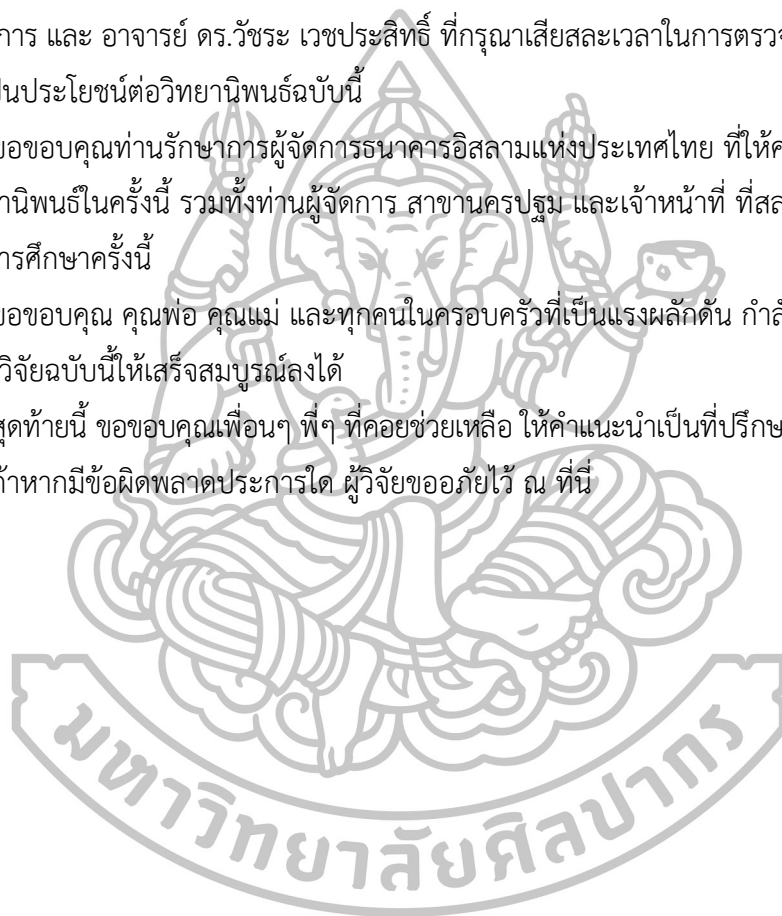 การ และ อาจารย์ ดร.วัชระ เวชประสิทธิ์ ที่กรุณาเสียสละเวลาในการตรวจ
ป็นประโยชน์ต่อวิทยานิพนธ์ฉบับนี้
ขอขอบคุณท่านรักษาการผู้จัดการธนาคารอิสลามแห่งประเทศไทย ที่ให้ค
านิพนธ์ในครั้งนี้ รวมทั้งท่านผู้จัดการ สาขานครปฐม และเจ้าหน้าที่ ที่สล
ารศึกษาครั้งนี้
ขอขอบคุณ คุณพ่อ คุณแม่ และทุกคนในครอบครัวที่เป็นแรงผลักดัน กำลั
วิจัยฉบับนี้ให้เสร็จสมบูรณ์ลงได้
สุดท้ายนี้ ขอขอบคุณเพื่อนๆ พี่ๆ ที่คอยช่วยเหลือ ให้คำแนะนำเป็นที่ปรึกษ
ถ้าหากมีข้อผิดพลาดประการใด ผู้วิจัยขออภัยไว้ ณ ที่นี่
มหาวิทยาลัยศิลปากร